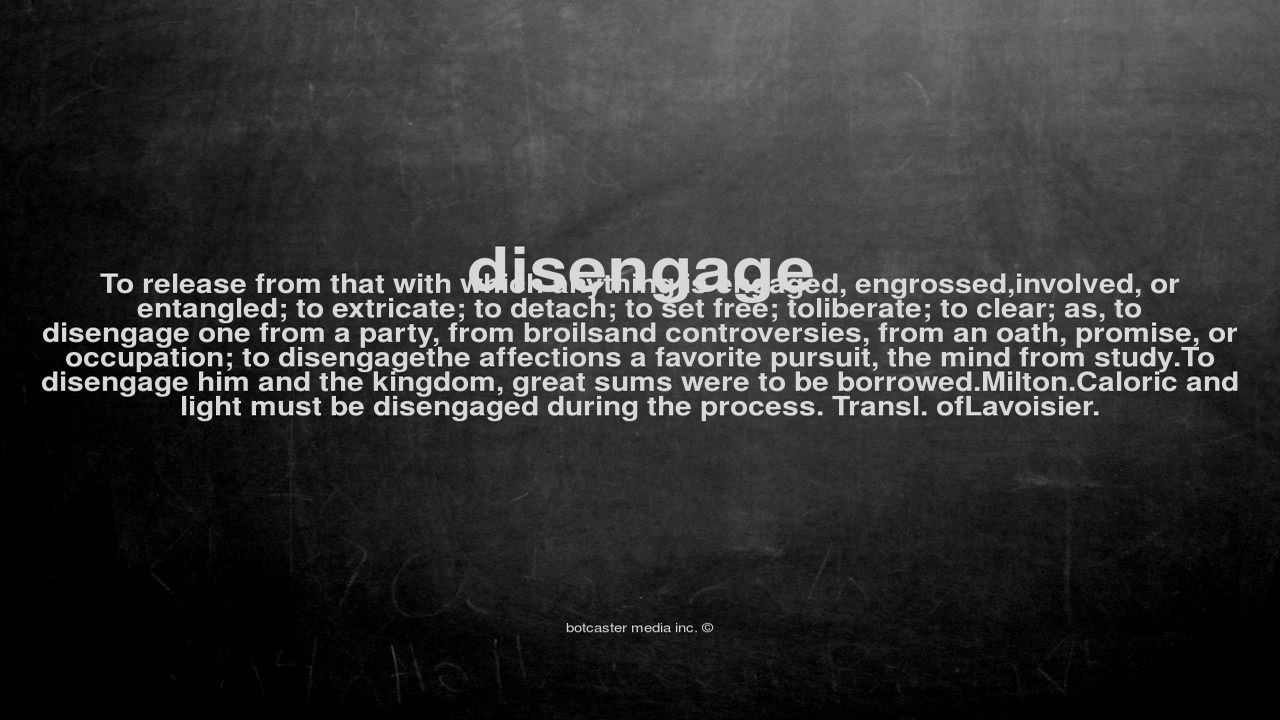 disengage
To release from that with which anything is engaged, engrossed,involved, or
entangled; to extricate; to detach; to set free; toliberate; to clear; as, to
disengage one from a party, from broilsand controversies, from an oath, promise, or
occupation; to disengagethe affections a favorite pursuit, the mind from study.To
disengage him and the kingdom, great sums were to be borrowed.Milton.Caloric and
light must be disengaged during the process. Transl. ofLavoisier.
botcaster media inc. ©